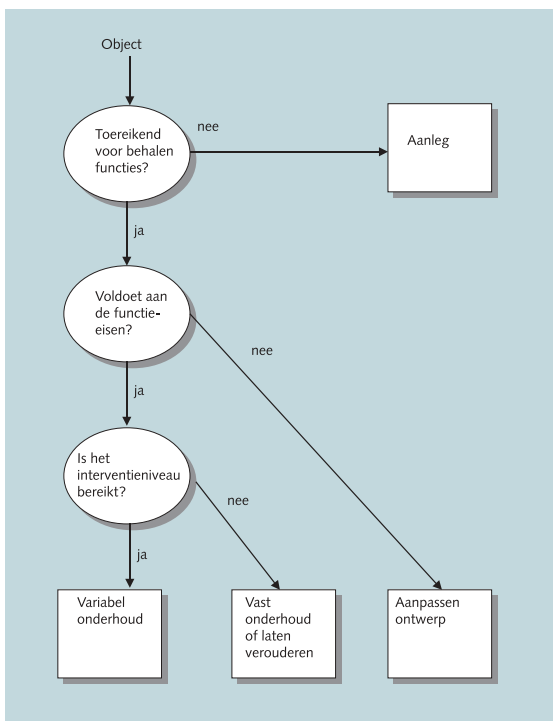 Object
Toereikend
voor behalen
functies?
nee
Aanleg
ja
Voldoet aan
de functie-
eisen?
nee
ja
Is het
interventieniveau
bereikt?
nee
ja
Variabel
onderhoud
Vast
onderhoud
of laten
verouderen
Aanpassen
ontwerp